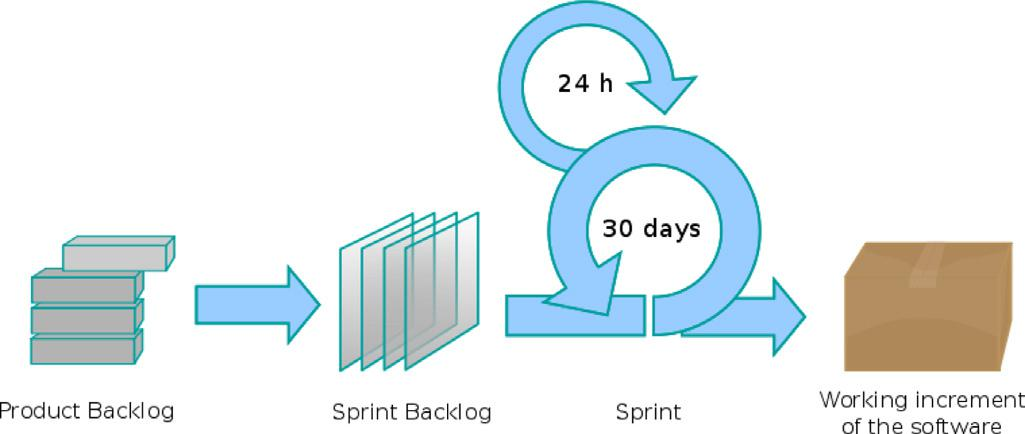 24 h
30 days
Product Backlog
Sprint Backlog
Sprint
Working increment
of the software